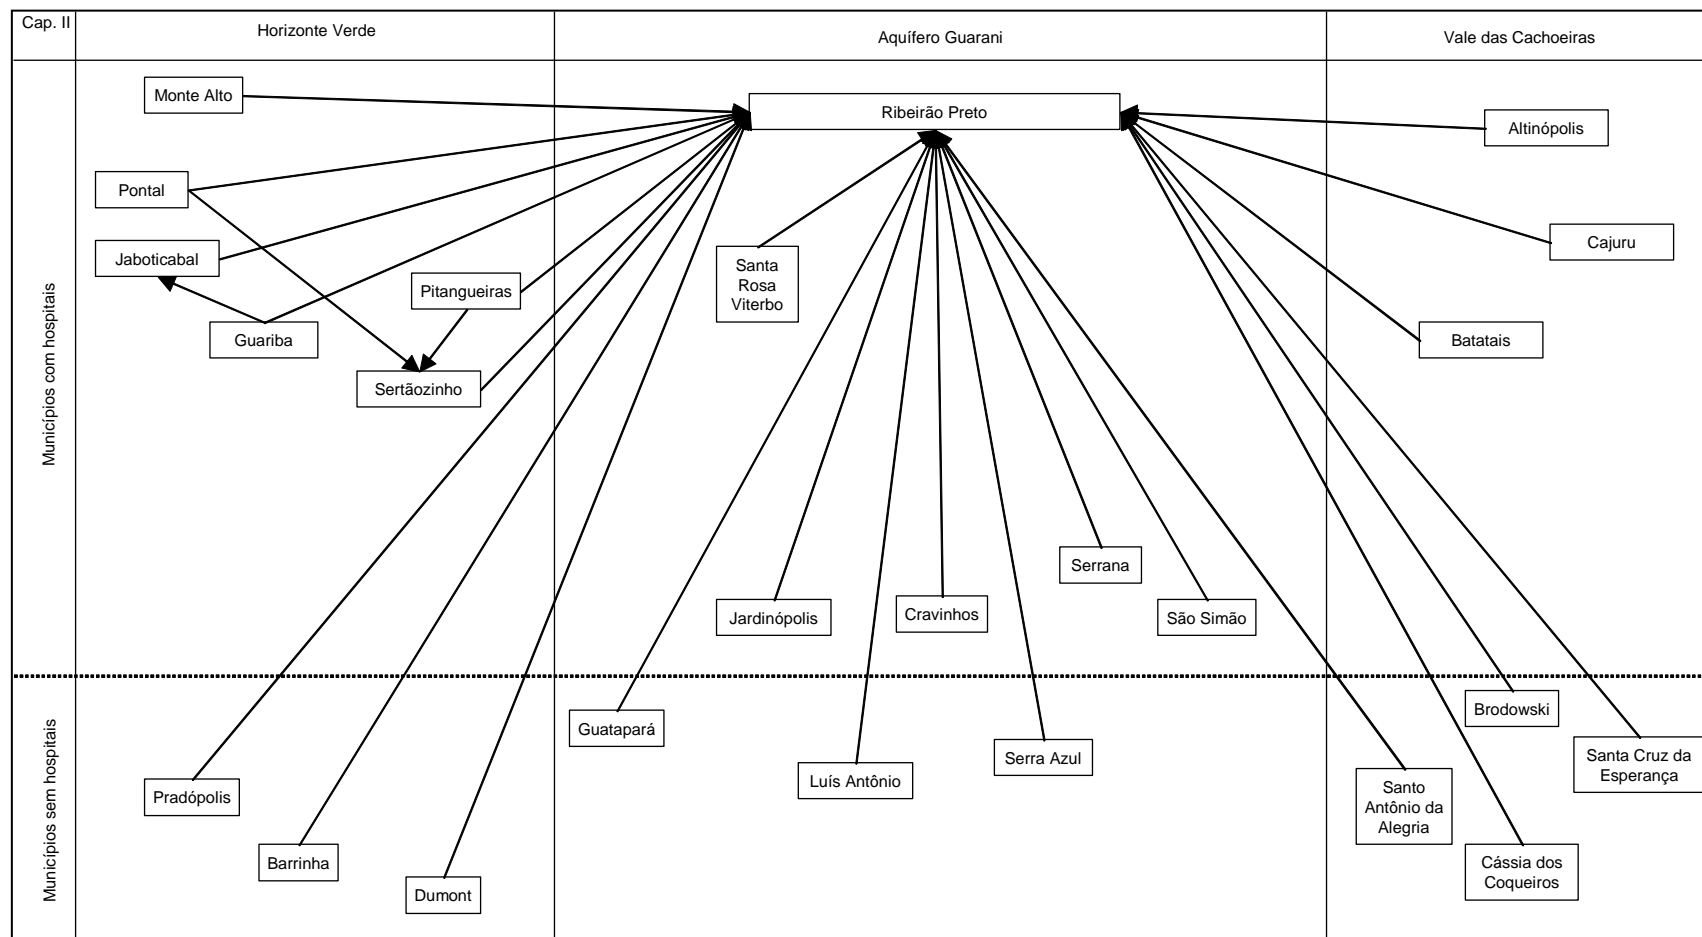 Cap. II
Horizonte Verde
Aquífero Guarani
Vale das Cachoeiras
Municípios com hospitais
Monte Alto
Ribeirão Preto
Altinópolis
Pontal
Jaboticabal
Cajuru
Santa
Rosa
Viterbo
Pitangueiras
Guariba
Batatais
Sertãozinho
Serrana
Jardinópolis
Cravinhos
São Simão
Municípios sem hospitais
Brodowski
Guatapará
Serra Azul
Santa Cruz da
Esperança
Luís Antônio
Pradópolis
Santo
Antônio da
Alegria
Barrinha
Cássia dos
Coqueiros
Dumont